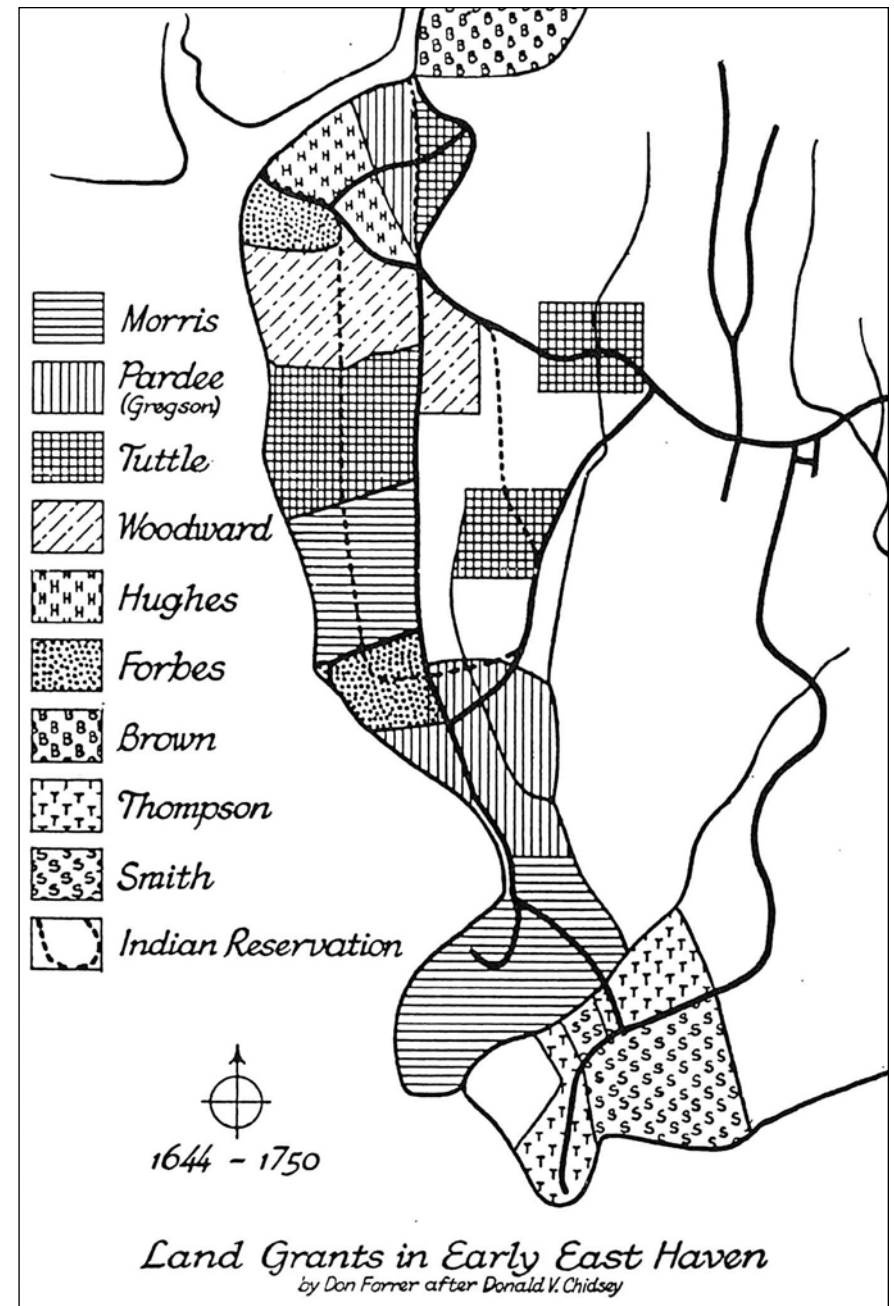 Morris
Pardee
(Gregson)
Tuttle
Woodward
Hughes
Forbes
Brown
Thompson
Smith
Indian Reservation
1644 - 1750
Land Grants in Early East Haven
by Don Forrer after Donald V. Chidsey